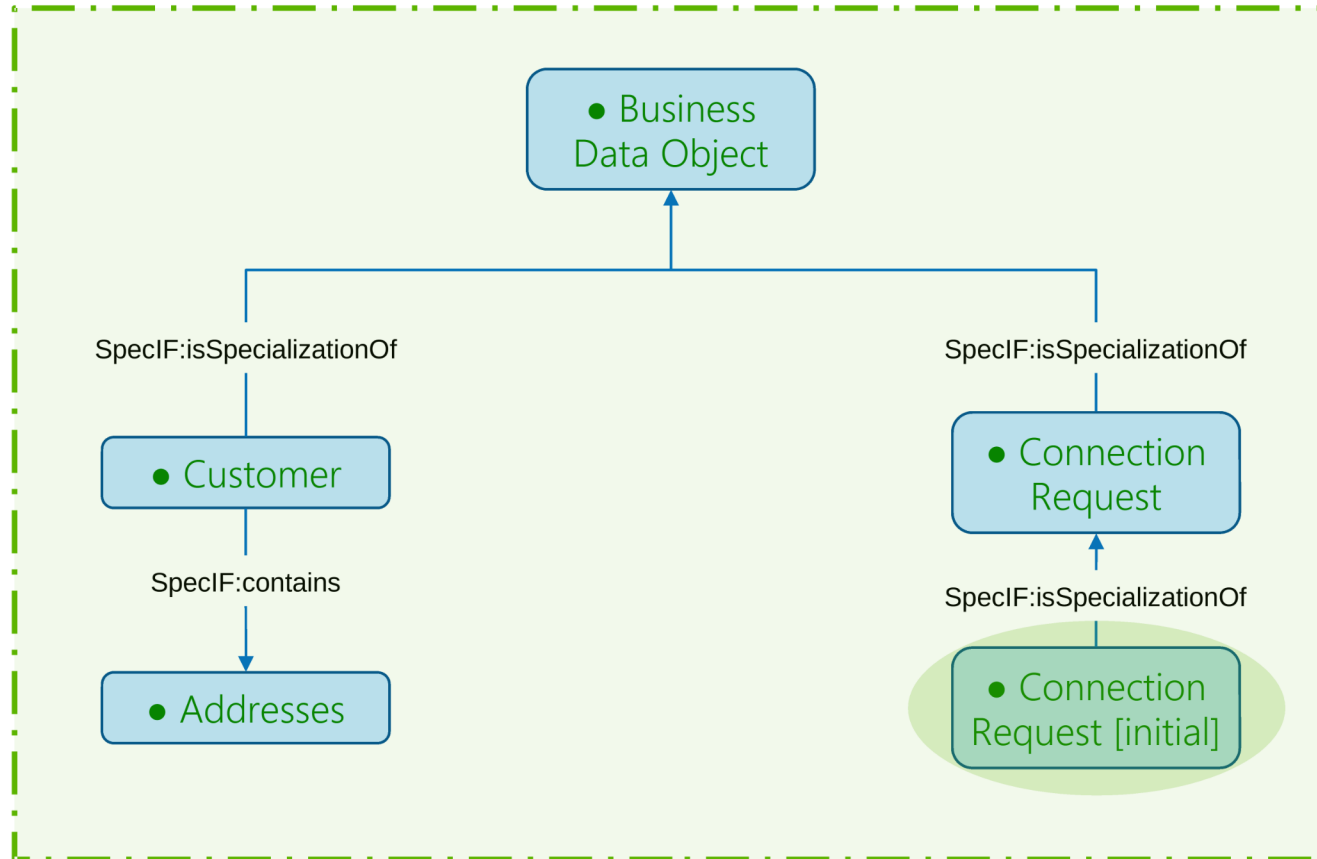 ● Business
Data Object
SpecIF:isSpecializationOf
SpecIF:isSpecializationOf
● Customer
● Connection
Request
SpecIF:contains
SpecIF:isSpecializationOf
● Addresses
● Connection
Request [initial]